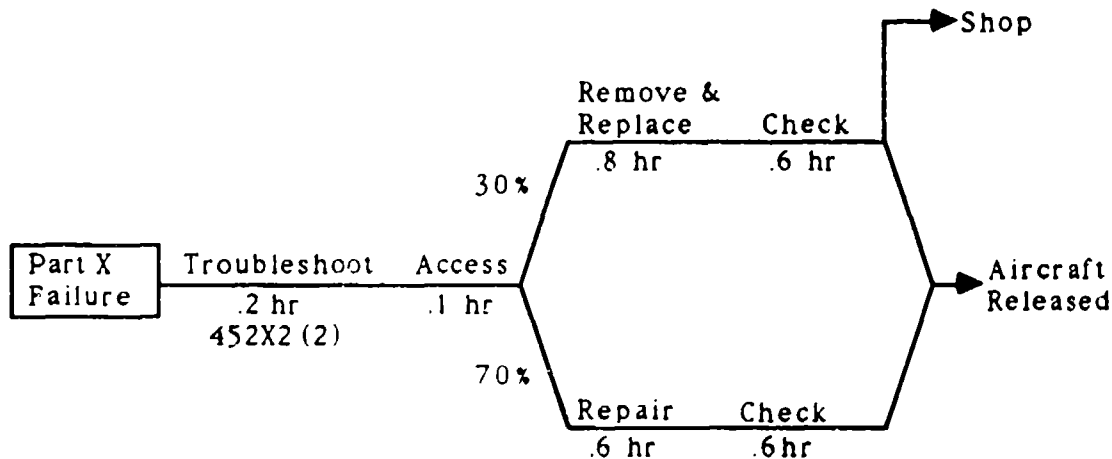 Shop
Remove &
Replace
Check
.8 hr
.6 hr
30%
Part X
Failure
Troubleshoot
Access
.2 hr
.1 hr
452X2 (2)
Aircraft
Released
70%
Repair
Check
.6 hr
.6hr